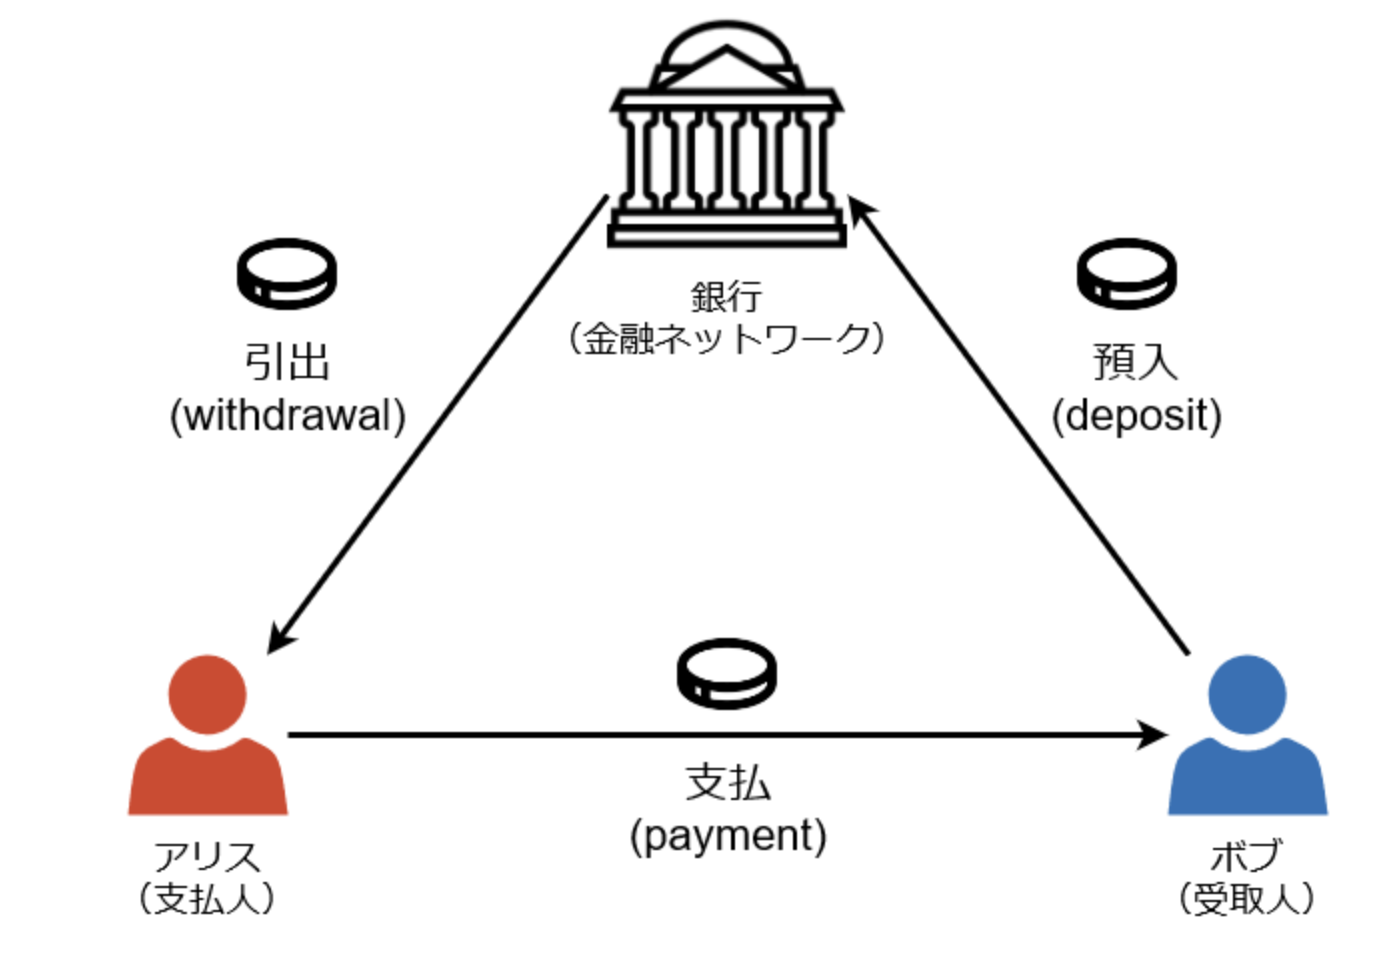 銀行
（金融ネットワーク）
引出
(withdrawal)
預入
(deposit)
支払
(payment)
アリス
（支払人）
ボブ
（受取人）